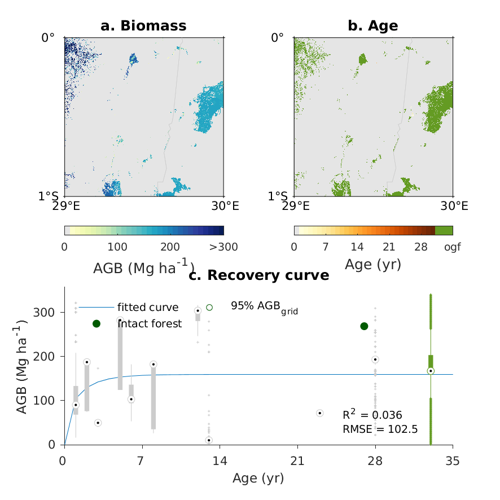 a. Biomass
b. Age
0°
0°
1°S
1°S
29°E
30°E
29°E
30°E
0 100 200 >300
0 7 14 21 28 ogf
AGB (Mg ha⁻¹)
Age (yr)
c. Recovery curve
fitted curve
95% AGB_grid
Intact forest
300
200
100
0
AGB (Mg ha⁻¹)
R² = 0.036
RMSE = 102.5
0 7 14 21 28 35
Age (yr)